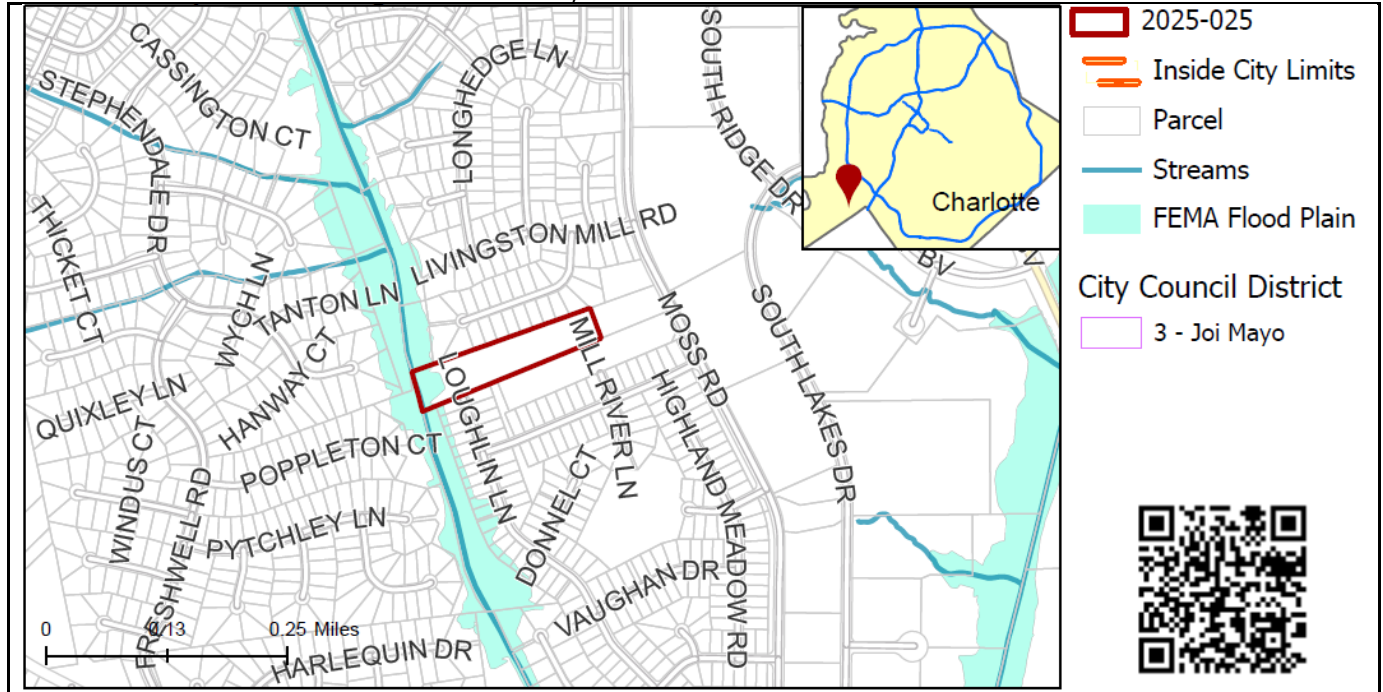 CASSINGTON CT
STEPHENDALE DR
THICKET CT
WYCH LN
TANTON LN
HANWAY CT
QUIXLEY LN
WINDUS CT
FRESHWELL RD
POPPLETON CT
PYTCHLEY LN
HARLEQUIN DR
LONGHEDGE LN
LIVINGSTON MILL RD
LOUGHLIN LN
MILL RIVER LN
DONNEL CT
VAUGHAN DR
HIGHLAND MEADOW RD
MOSS RD
SOUTH RIDGE DR
SOUTH LAKES DR
BV
V
Charlotte
0 0.13 0.25 Miles
2025-025
Inside City Limits
Parcel
Streams
FEMA Flood Plain
City Council District
3 - Joi Mayo